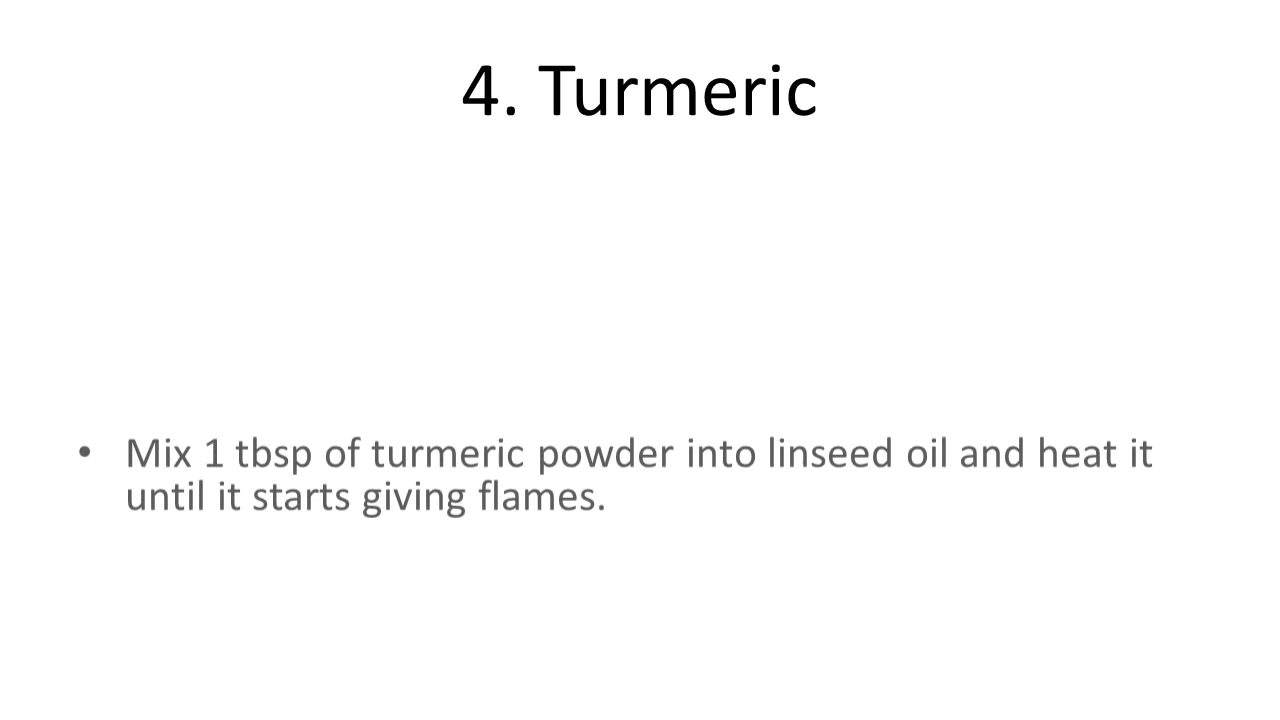 4. Turmeric
• Mix 1 tbsp of turmeric powder into linseed oil and heat it
until it starts giving flames.